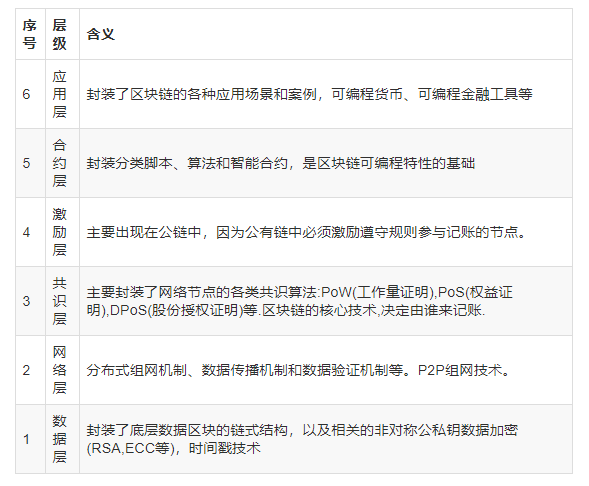 序 层
号 级 含义
应
6 用 封装了区块链的各种应用场景和案例，可编程货币、可编程金融工具等
层
合
5 约 封装分类脚本、算法和智能合约，是区块链可编程特性的基础
层
激
4 励 主要出现在公链中，因为公有链中必须激励遵守规则参与记账的节点。
层
共
3 识 主要封装了网络节点的各类共识算法:PoW(工作量证明),PoS(权益证
层 明),DPoS(股份授权证明)等.区块链的核心技术,决定由谁来记账.
网
2 络 分布式组网机制、数据传播机制和数据验证机制等。P2P组网技术。
层
数
1 据 封装了底层数据区块的链式结构，以及相关的非对称公私钥数据加密
层 (RSA,ECC等)，时间戳技术